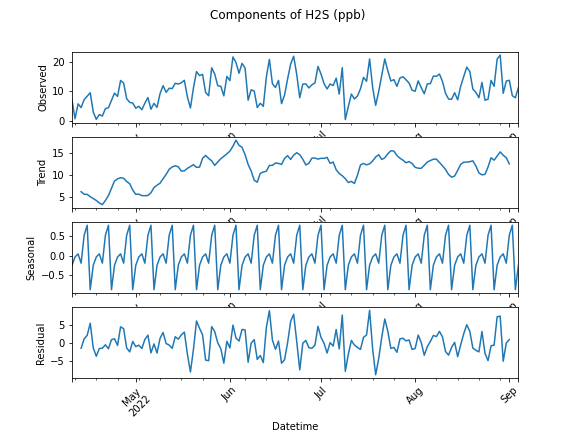 Components of H2S (ppb)
20
10
0
Observed
15
10
5
Trend
0.5
0.0
−0.5
Seasonal
5
0
−5
Residual
May
2022
Jun
Jul
Aug
Sep
Datetime